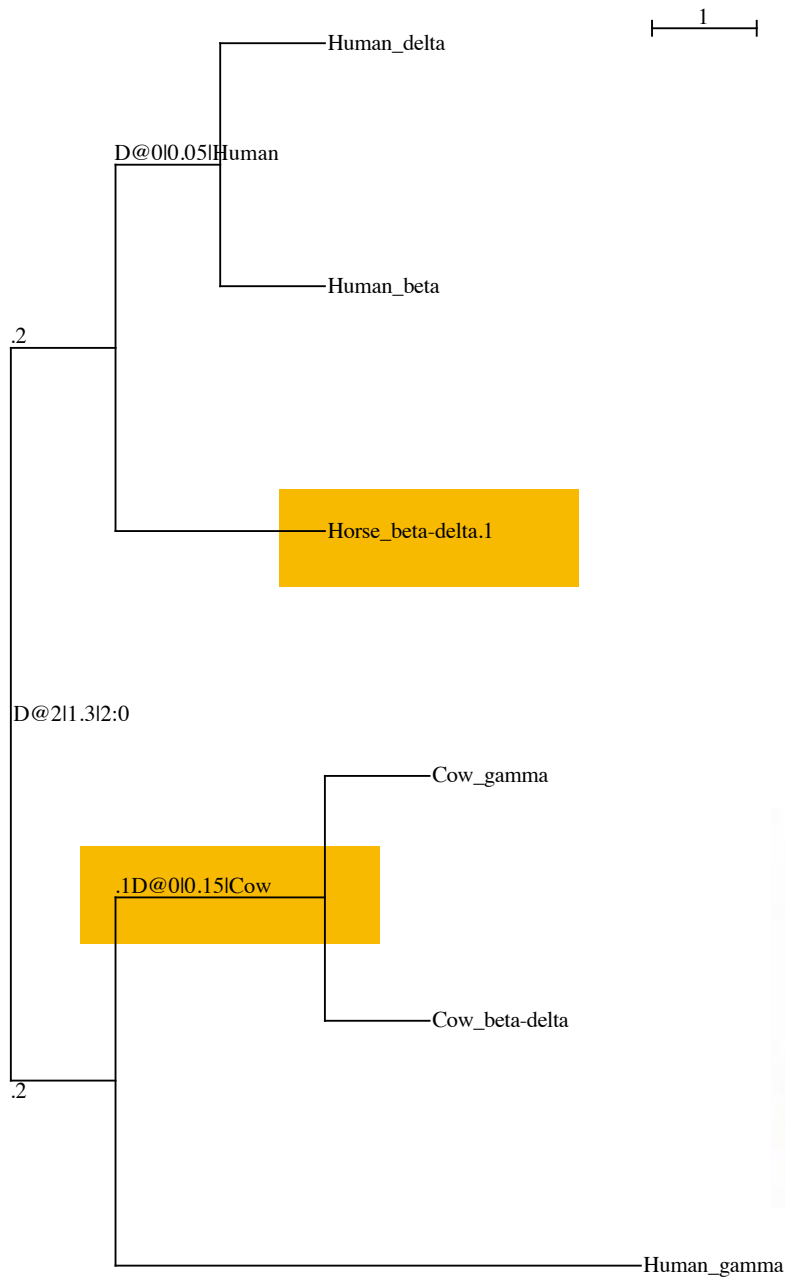 1
Human_delta
D@0|0.05|Human
Human_beta
.2
Horse_beta-delta.1
D@2|1.3|2:0
Cow_gamma
.1D@0|0.15|Cow
Cow_beta-delta
.2
Human_gamma